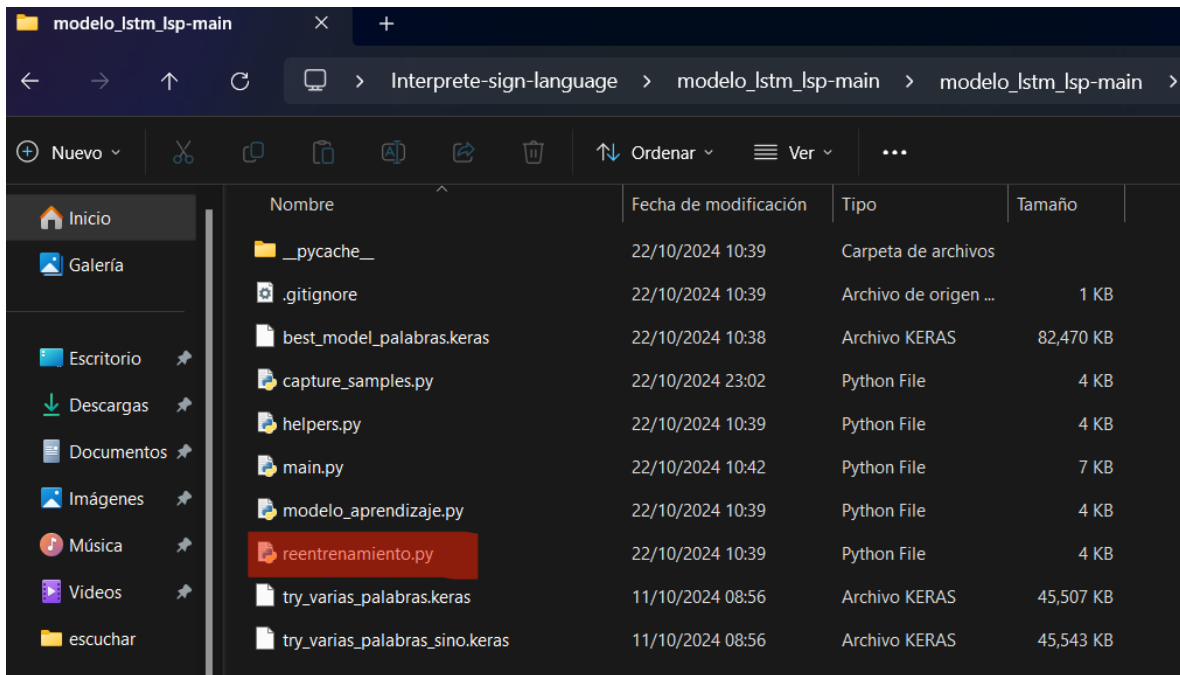 modelo_lstm_lsp-main
Interprete-sign-language > modelo_lstm_lsp-main > modelo_lstm_lsp-main >
Nuevo Ordenar Ver
Nombre Fecha de modificación Tipo Tamaño
Inicio
Galería
Escritorio
Descargas
Documentos
Imágenes
Música
Videos
escuchar
__pycache__ 22/10/2024 10:39 Carpeta de archivos
.gitignore 22/10/2024 10:39 Archivo de origen ... 1 KB
best_model_palabras.keras 22/10/2024 10:38 Archivo KERAS 82,470 KB
capture_samples.py 22/10/2024 23:02 Python File 4 KB
helpers.py 22/10/2024 10:39 Python File 4 KB
main.py 22/10/2024 10:42 Python File 7 KB
modelo_aprendizaje.py 22/10/2024 10:39 Python File 4 KB
reentrenamiento.py 22/10/2024 10:39 Python File 4 KB
try_varias_palabras.keras 11/10/2024 08:56 Archivo KERAS 45,507 KB
try_varias_palabras_sino.keras 11/10/2024 08:56 Archivo KERAS 45,543 KB